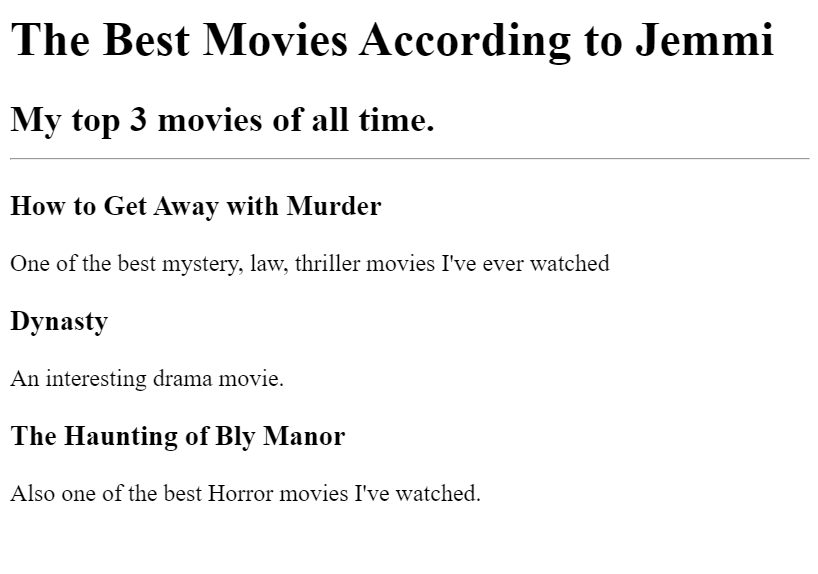 The Best Movies According to Jemmi
My top 3 movies of all time.
How to Get Away with Murder
One of the best mystery, law, thriller movies I've ever watched
Dynasty
An interesting drama movie.
The Haunting of Bly Manor
Also one of the best Horror movies I've watched.